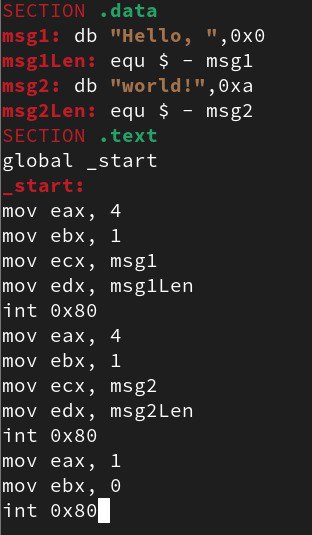 SECTION .data
msg1: db "Hello, ",0x0
msg1Len: equ $ - msg1
msg2: db "world!",0xa
msg2Len: equ $ - msg2
SECTION .text
global _start
_start:
mov eax, 4
mov ebx, 1
mov ecx, msg1
mov edx, msg1Len
int 0x80
mov eax, 4
mov ebx, 1
mov ecx, msg2
mov edx, msg2Len
int 0x80
mov eax, 1
mov ebx, 0
int 0x80